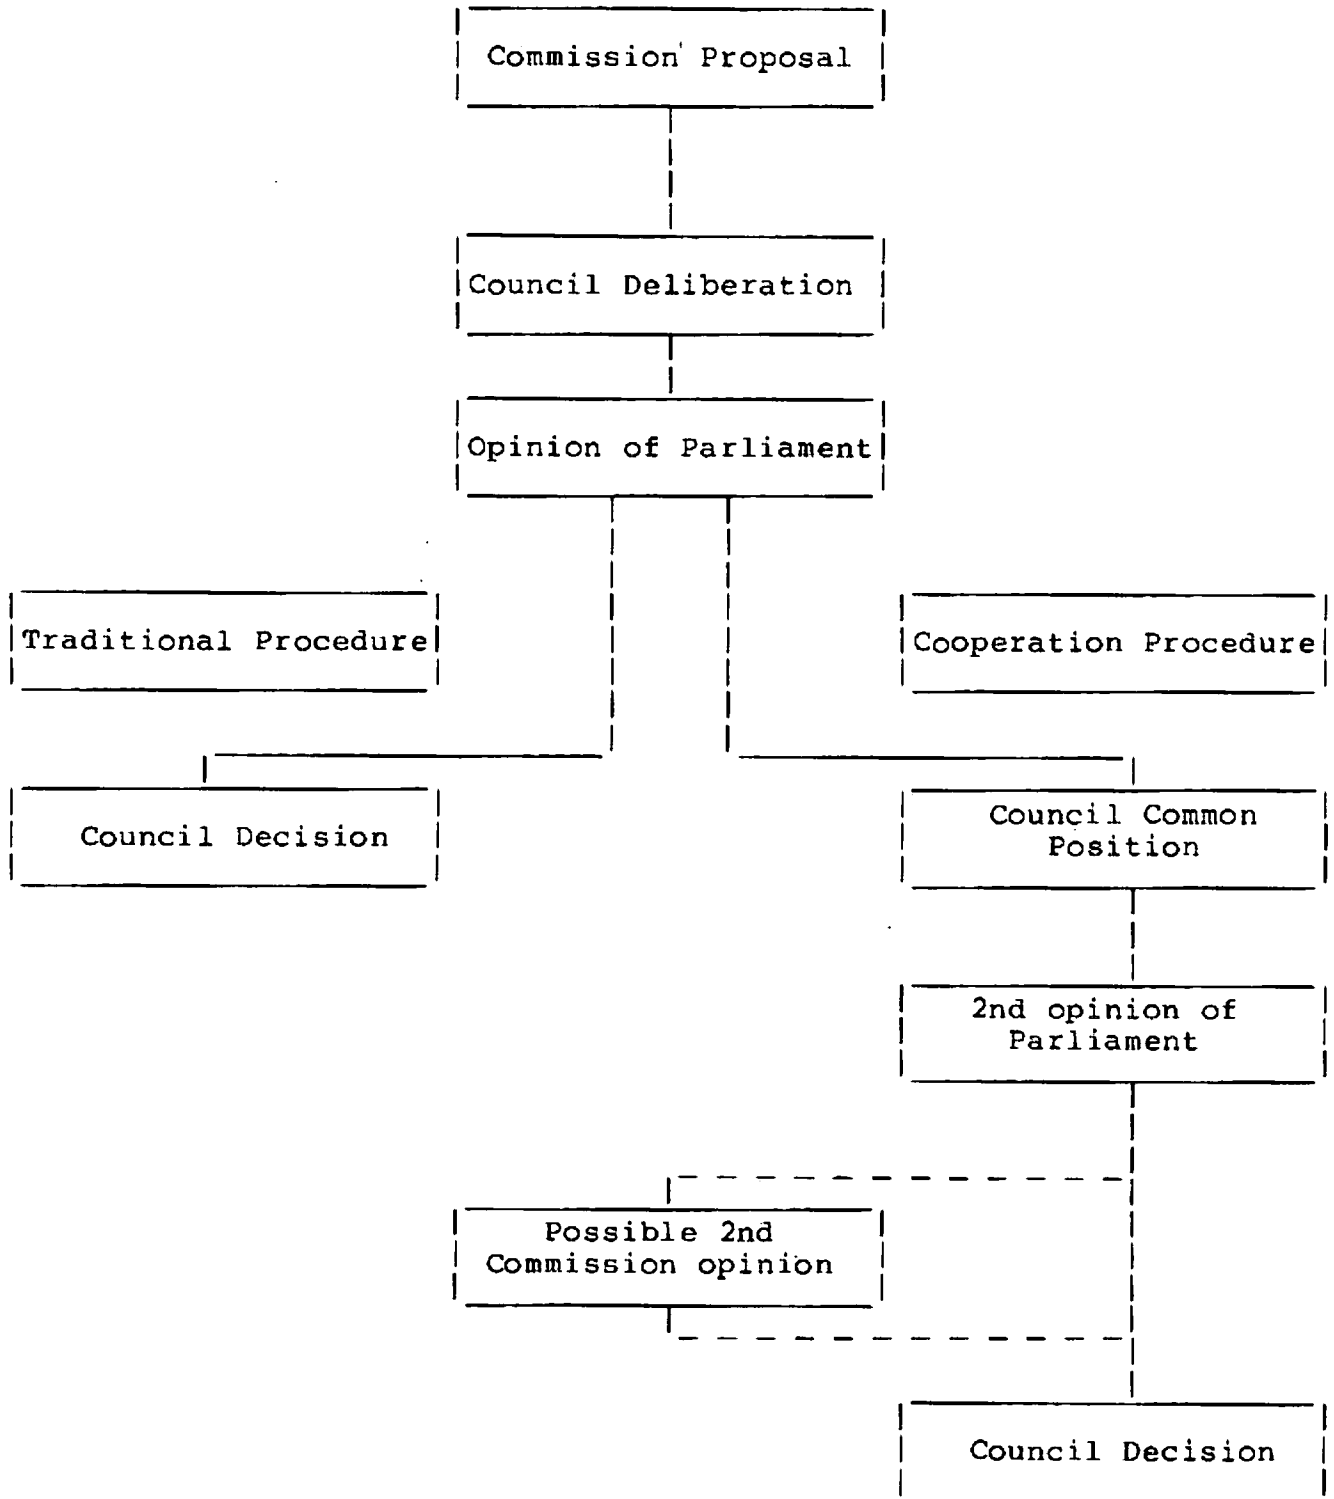 Commission Proposal
Council Deliberation
Opinion of Parliament
Traditional Procedure
Cooperation Procedure
Council Decision
Council Common
Position
2nd opinion of
Parliament
Possible 2nd
Commission opinion
Council Decision